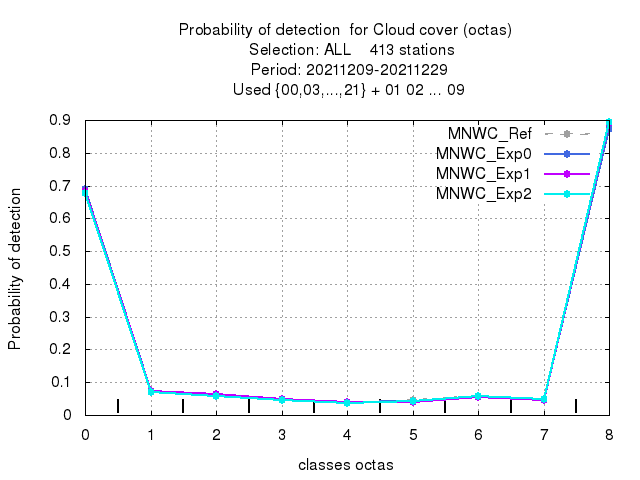 Probability of detection  for Cloud cover (octas)
Selection: ALL    413 stations
Period: 20211209-20211229
Used {00,03,...,21} + 01 02 ... 09
0.9
0.8
0.7
0.6
0.5
0.4
0.3
0.2
0.1
0
Probability of detection
MNWC_Ref
MNWC_Exp0
MNWC_Exp1
MNWC_Exp2
0 1 2 3 4 5 6 7 8
classes octas